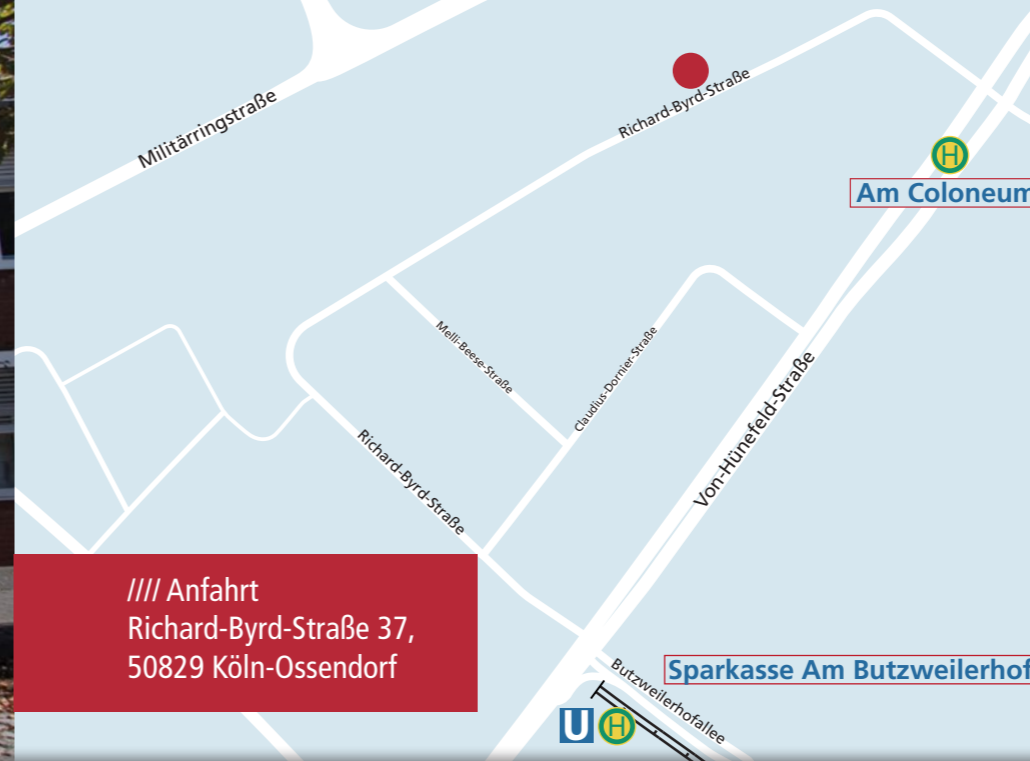 Militärringstraße
Richard-Byrd-Straße
H
Am Coloneum
Melli-Beese-Straße
Claudius-Dornier-Straße
Von-Hünefeld-Straße
Richard-Byrd-Straße
//// Anfahrt
Richard-Byrd-Straße 37,
50829 Köln-Ossendorf
Sparkasse Am Butzweilerhof
Butzweilerhofallee
U H